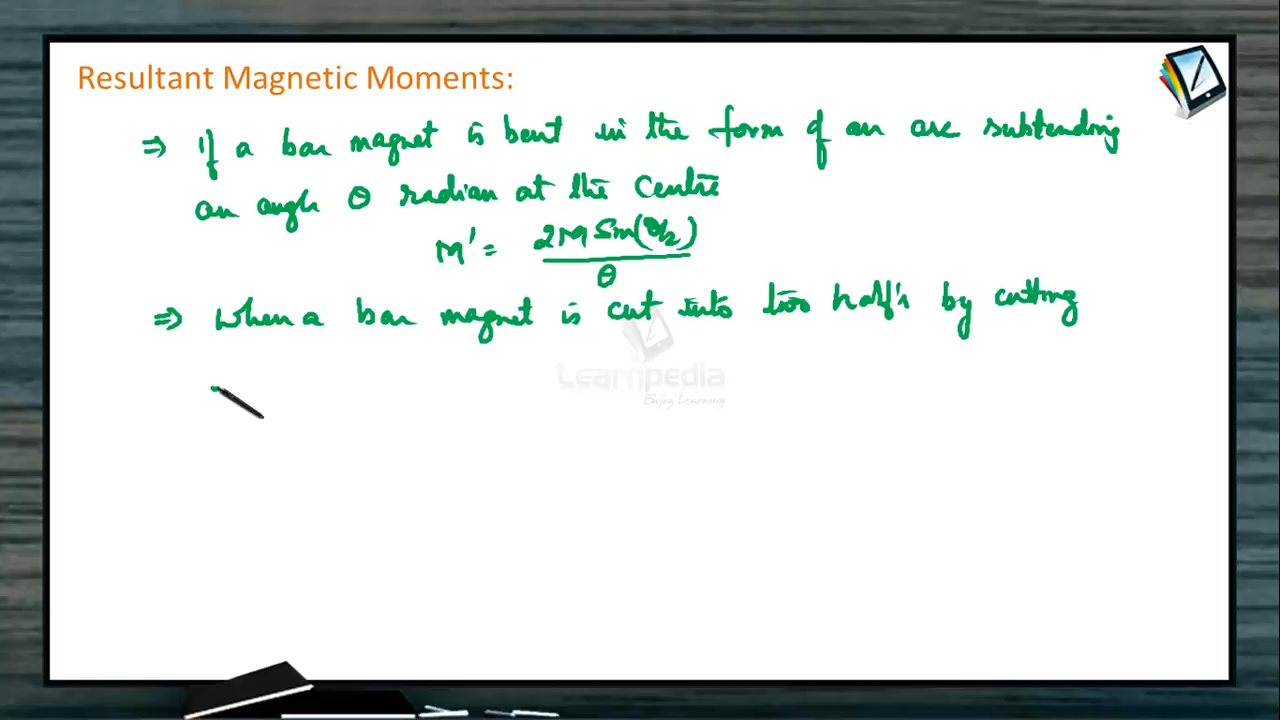 Resultant Magnetic Moments:
⇒ If a bar magnet is bent in the form of an arc subtending
an angle θ radian at the Centre
M' = 2M Sin(θ/2) / θ
⇒ When a bar magnet is cut into two half's by cutting
Learnpedia
Enjoy Learning